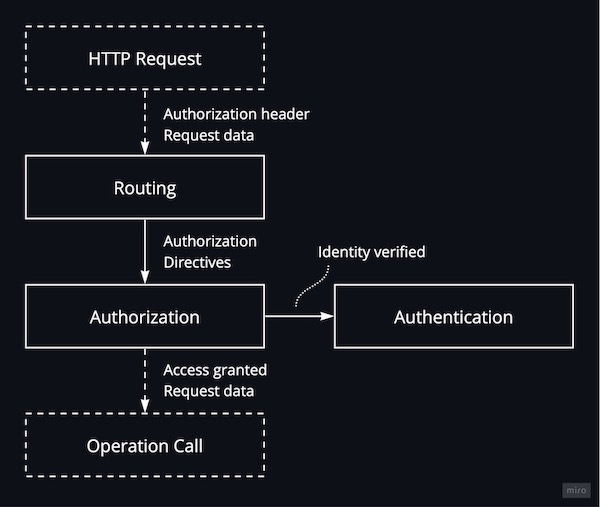 HTTP Request
Authorization header
Request data
Routing
Authorization
Directives
Identity verified
Authorization
Authentication
Access granted
Request data
Operation Call
miro